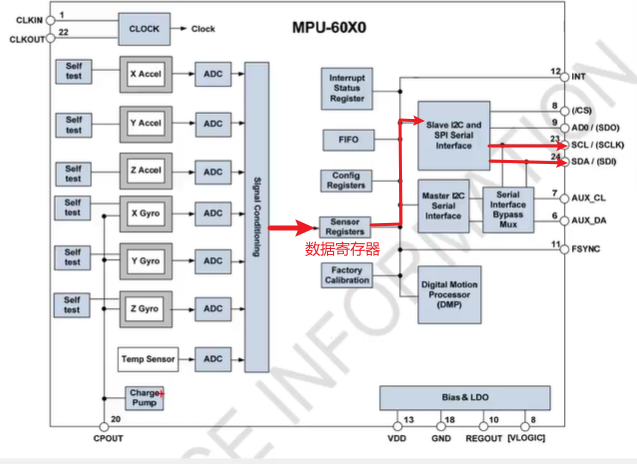 MPU-60X0
CLKIN 1
CLKOUT 22
CLOCK
Clock
Self
test
X Accel
ADC
Y Accel
ADC
Self
test
Z Accel
ADC
Self
test
X Gyro
ADC
Self
test
Y Gyro
ADC
Self
test
Z Gyro
ADC
Self
test
Temp Sensor
ADC
Charge
Pump
20
CPOUT
Signal Conditioning
Interrupt
Status
Register
FIFO
Config
Registers
Sensor
Registers
数据寄存器
Factory
Calibration
Slave I2C and
SPI Serial
Interface
Master I2C
Serial
Interface
Serial
Interface
Bypass
Mux
Digital Motion
Processor
(DMP)
12 INT
8 (/CS)
9 AD0 / (SDO)
23 SCL / (SCLK)
24 SDA / (SDI)
7 AUX_CL
6 AUX_DA
11 FSYNC
Bias & LDO
13
VDD
18
GND
10
REGOUT
8
[VLOGIC]
CE INFORMATION